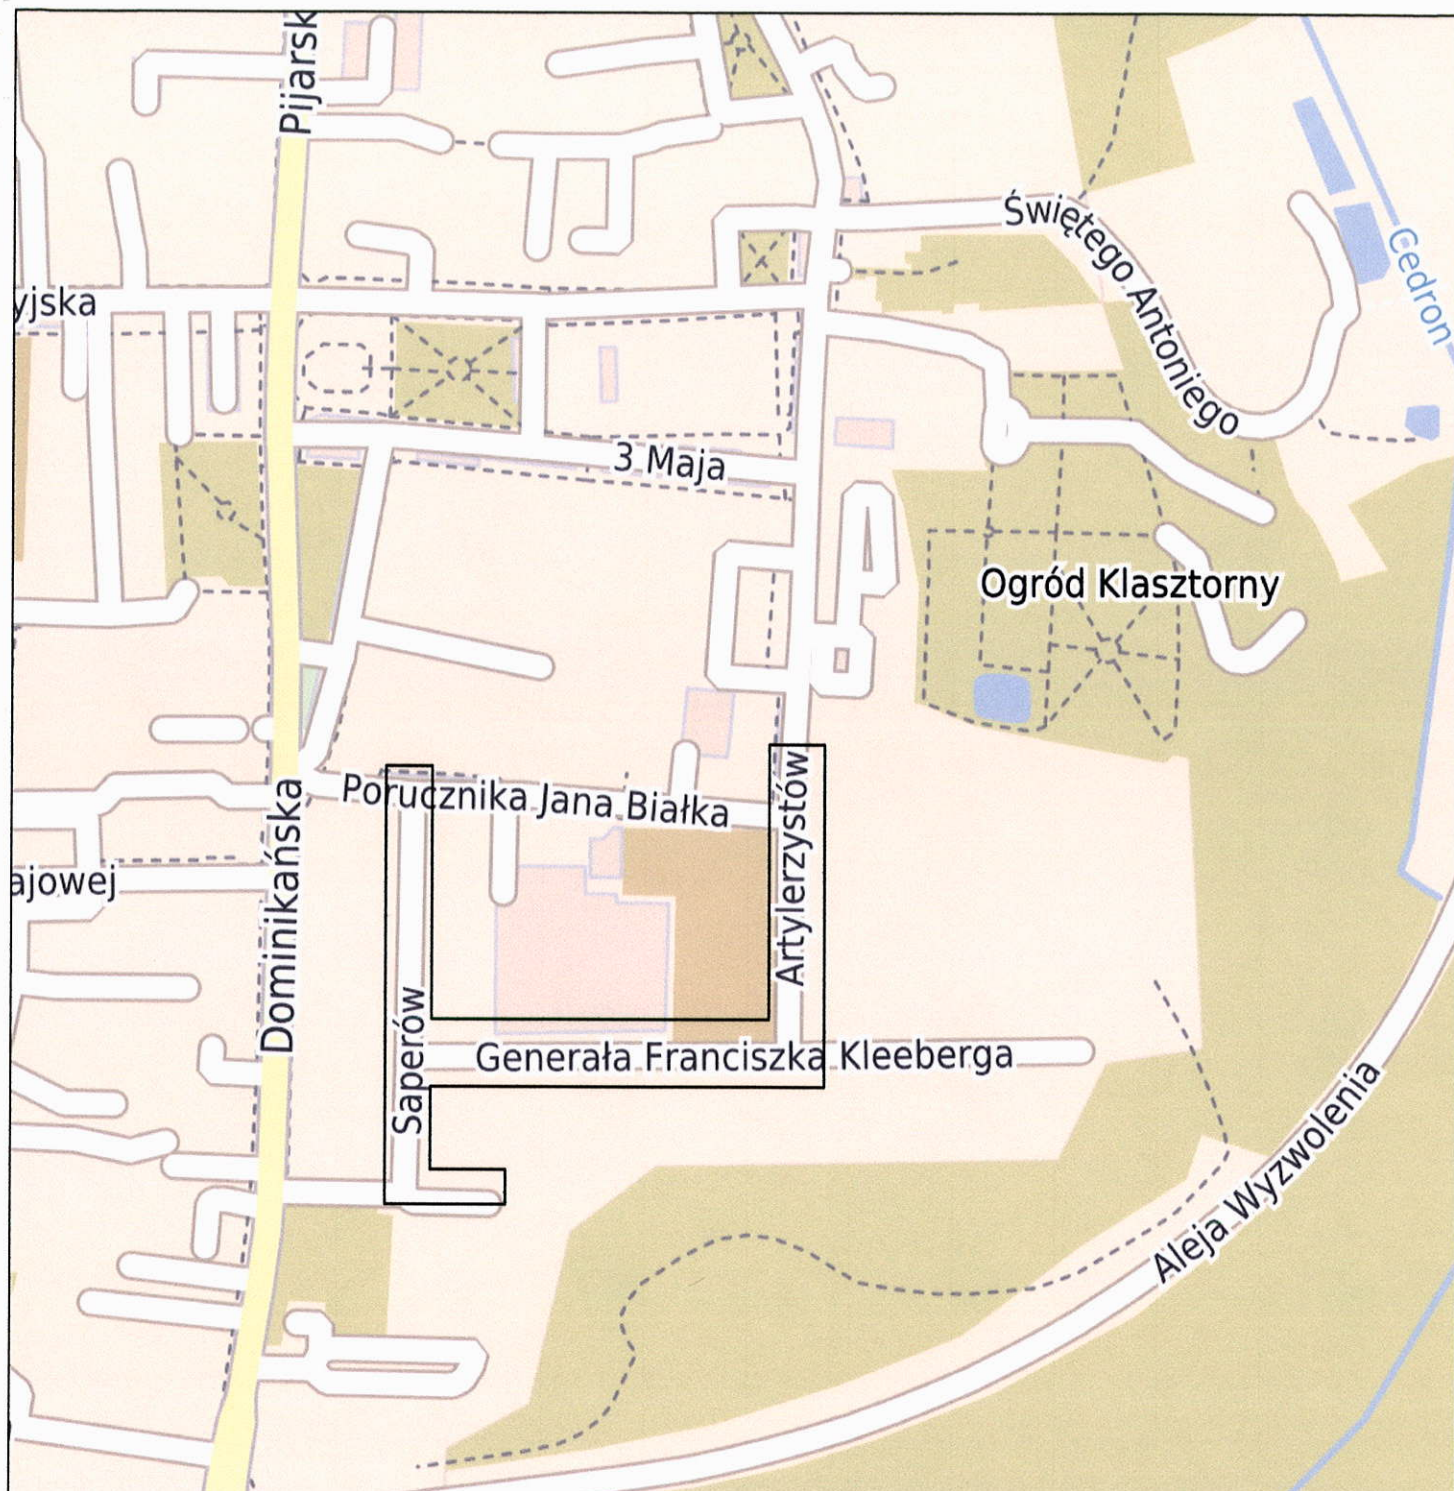 Pijarsk
Świętego Antoniego
Cedron
yjska
3 Maja
Ogród Klasztorny
Porucznika Jana Białka
Artylerzystów
Dominikańska
ajowej
Saperów
Generała Franciszka Kleeberga
Aleja Wyzwolenia